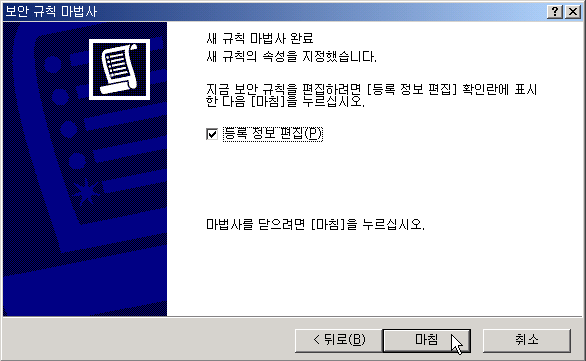 보안 규칙 마법사
새 규칙 마법사 완료
새 규칙의 속성을 지정했습니다.
지금 보안 규칙을 편집하려면 [등록 정보 편집] 확인란에 표시
한 다음 [마침]을 누르십시오.
등록 정보 편집(P)
마법사를 닫으려면 [마침]을 누르십시오.
< 뒤로(B)
마침
취소